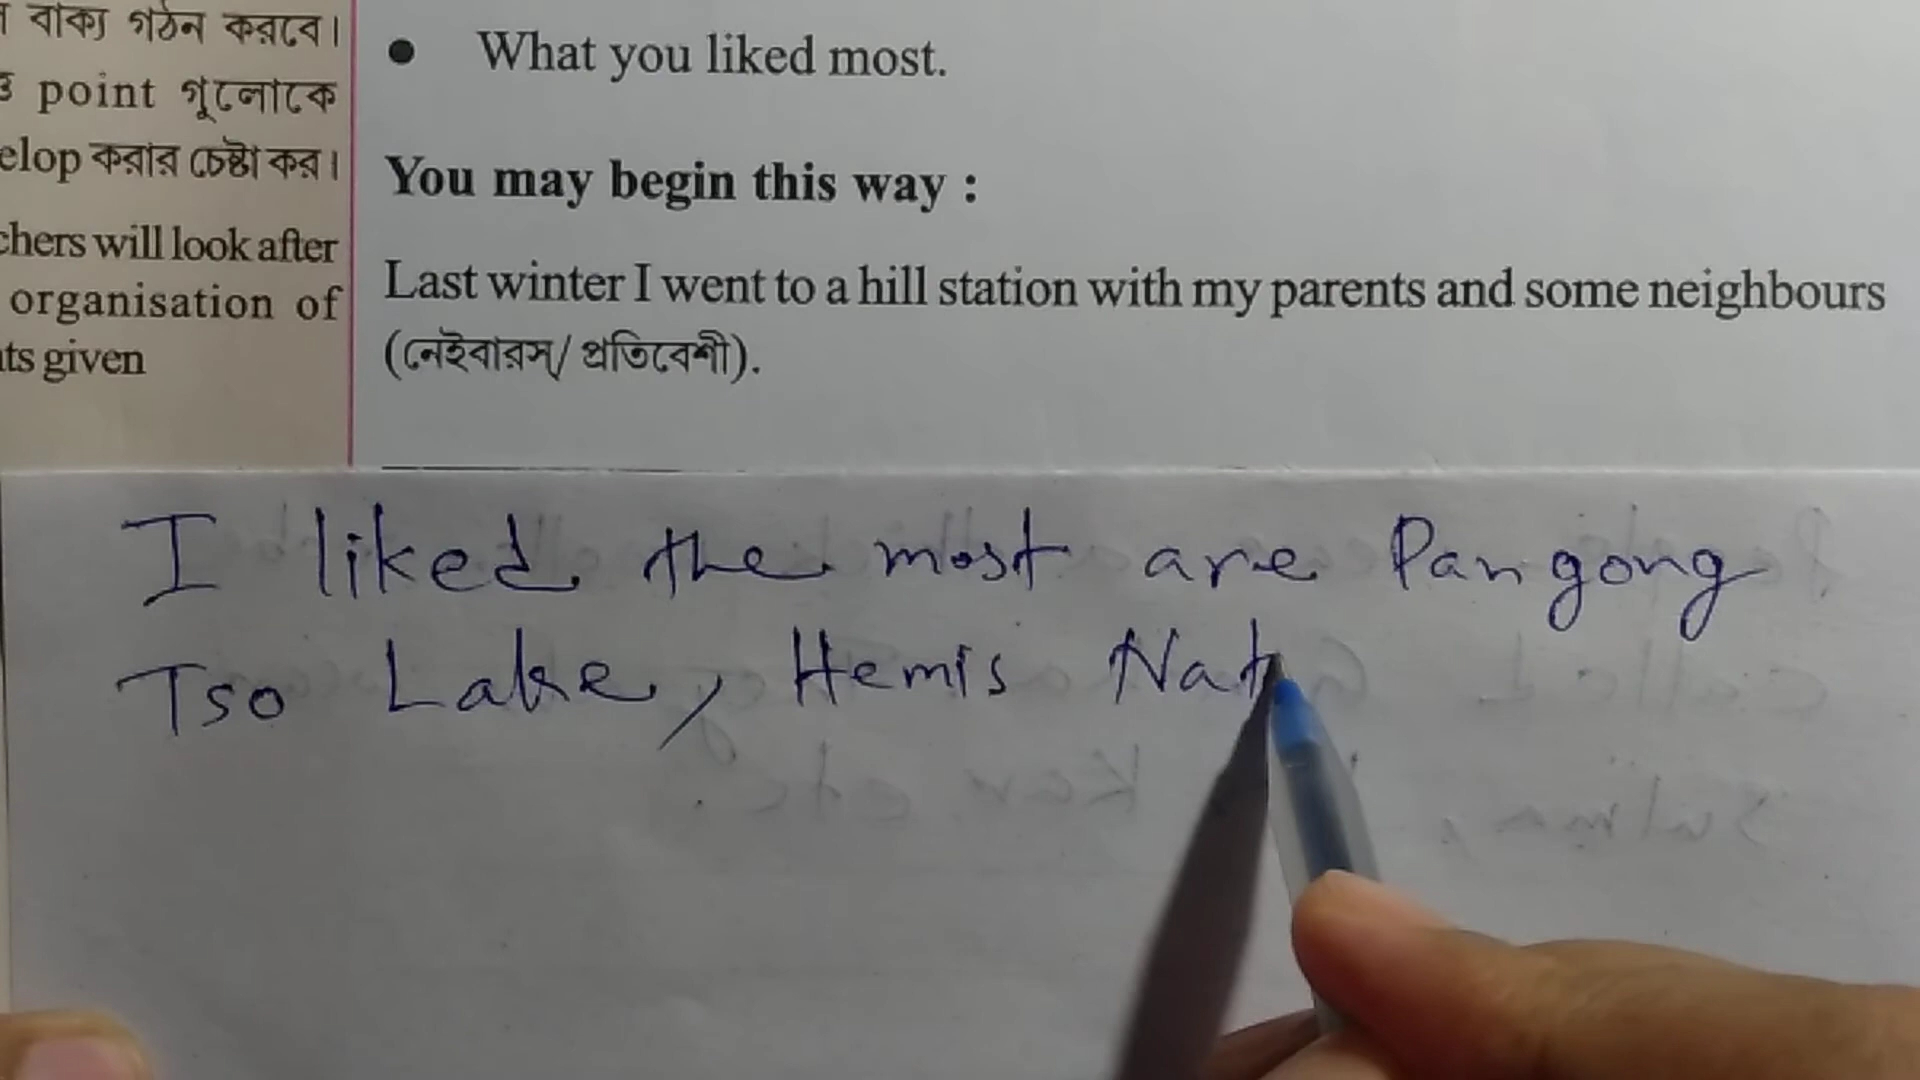 বাক্য গঠন করবে।
point গুলোকে
elop করার চেষ্টা কর।
chers will look after
organisation of
ts given
• What you liked most.
You may begin this way :
Last winter I went to a hill station with my parents and some neighbours
(নেইবারস্/ প্রতিবেশী).
I liked the most are Pangong
Tso Lake, Hemis Nat